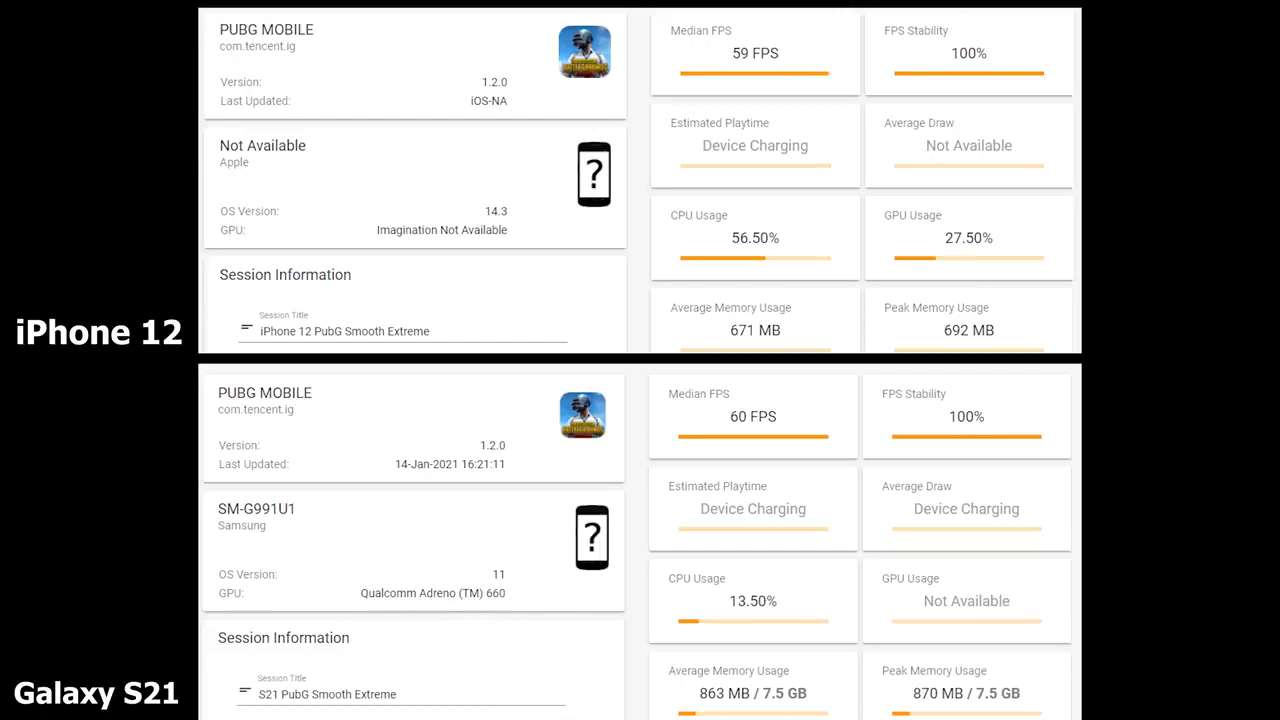 PUBG MOBILE
com.tencent.ig
Version: 1.2.0
Last Updated: iOS-NA
Not Available
Apple
?
OS Version: 14.3
GPU: Imagination Not Available
Session Information
Session Title
iPhone 12 PubG Smooth Extreme
Median FPS
59 FPS
FPS Stability
100%
Estimated Playtime
Device Charging
Average Draw
Not Available
CPU Usage
56.50%
GPU Usage
27.50%
Average Memory Usage
671 MB
Peak Memory Usage
692 MB
iPhone 12
PUBG MOBILE
com.tencent.ig
Version: 1.2.0
Last Updated: 14-Jan-2021 16:21:11
SM-G991U1
Samsung
?
OS Version: 11
GPU: Qualcomm Adreno (TM) 660
Session Information
Session Title
S21 PubG Smooth Extreme
Median FPS
60 FPS
FPS Stability
100%
Estimated Playtime
Device Charging
Average Draw
Device Charging
CPU Usage
13.50%
GPU Usage
Not Available
Average Memory Usage
863 MB / 7.5 GB
Peak Memory Usage
870 MB / 7.5 GB
Galaxy S21